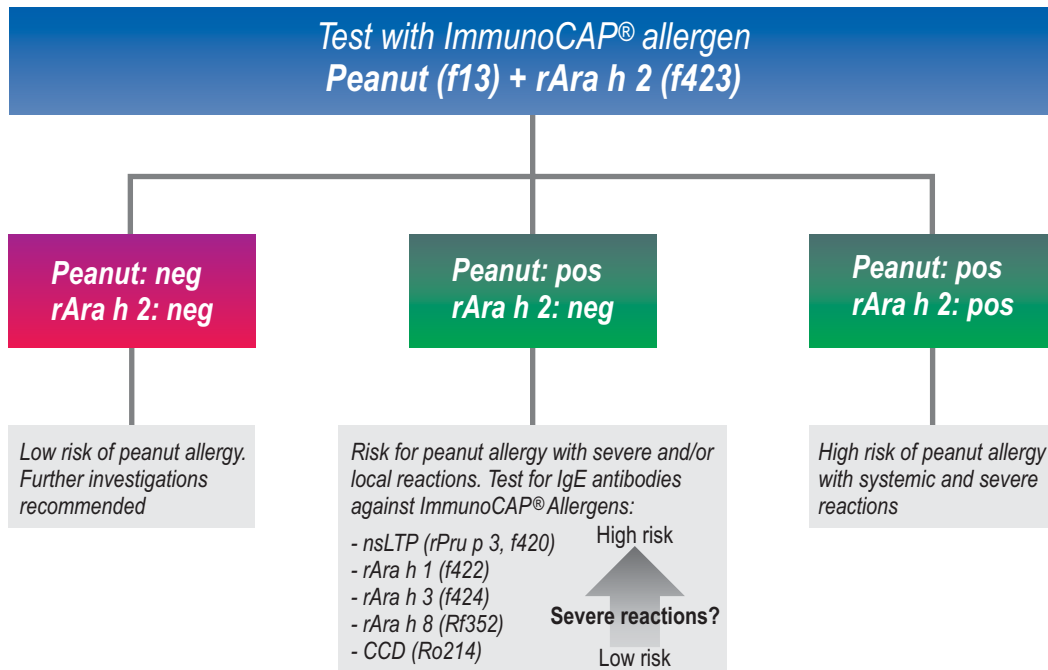 Test with ImmunoCAP® allergen
Peanut (f13) + rAra h 2 (f423)
Peanut: neg
rAra h 2: neg
Peanut: pos
rAra h 2: neg
Peanut: pos
rAra h 2: pos
Low risk of peanut allergy.
Further investigations
recommended
Risk for peanut allergy with severe and/or
local reactions. Test for IgE antibodies
against ImmunoCAP® Allergens:
- nsLTP (rPru p 3, f420)
- rAra h 1 (f422)
- rAra h 3 (f424)
- rAra h 8 (Rf352)
- CCD (Ro214)
High risk
Severe reactions?
Low risk
High risk of peanut allergy
with systemic and severe
reactions